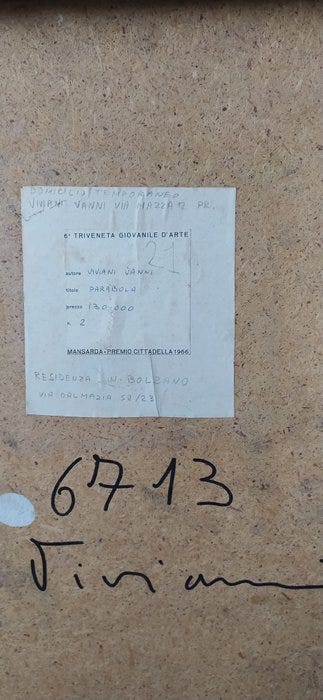 DOMICILIO TEMPORANEO
VIVIANI VANNI VIA MAZZA 12 PR.
6ª TRIVENETA GIOVANILE D'ARTE
21
autore VIVIANI VANNI
titolo PARABOLA
prezzo 130.000
n. 2
MANSARDA - PREMIO CITTADELLA 1966
RESIDENZA IN BOLZANO
VIA DALMAZIA 58/23
6713
Viviani